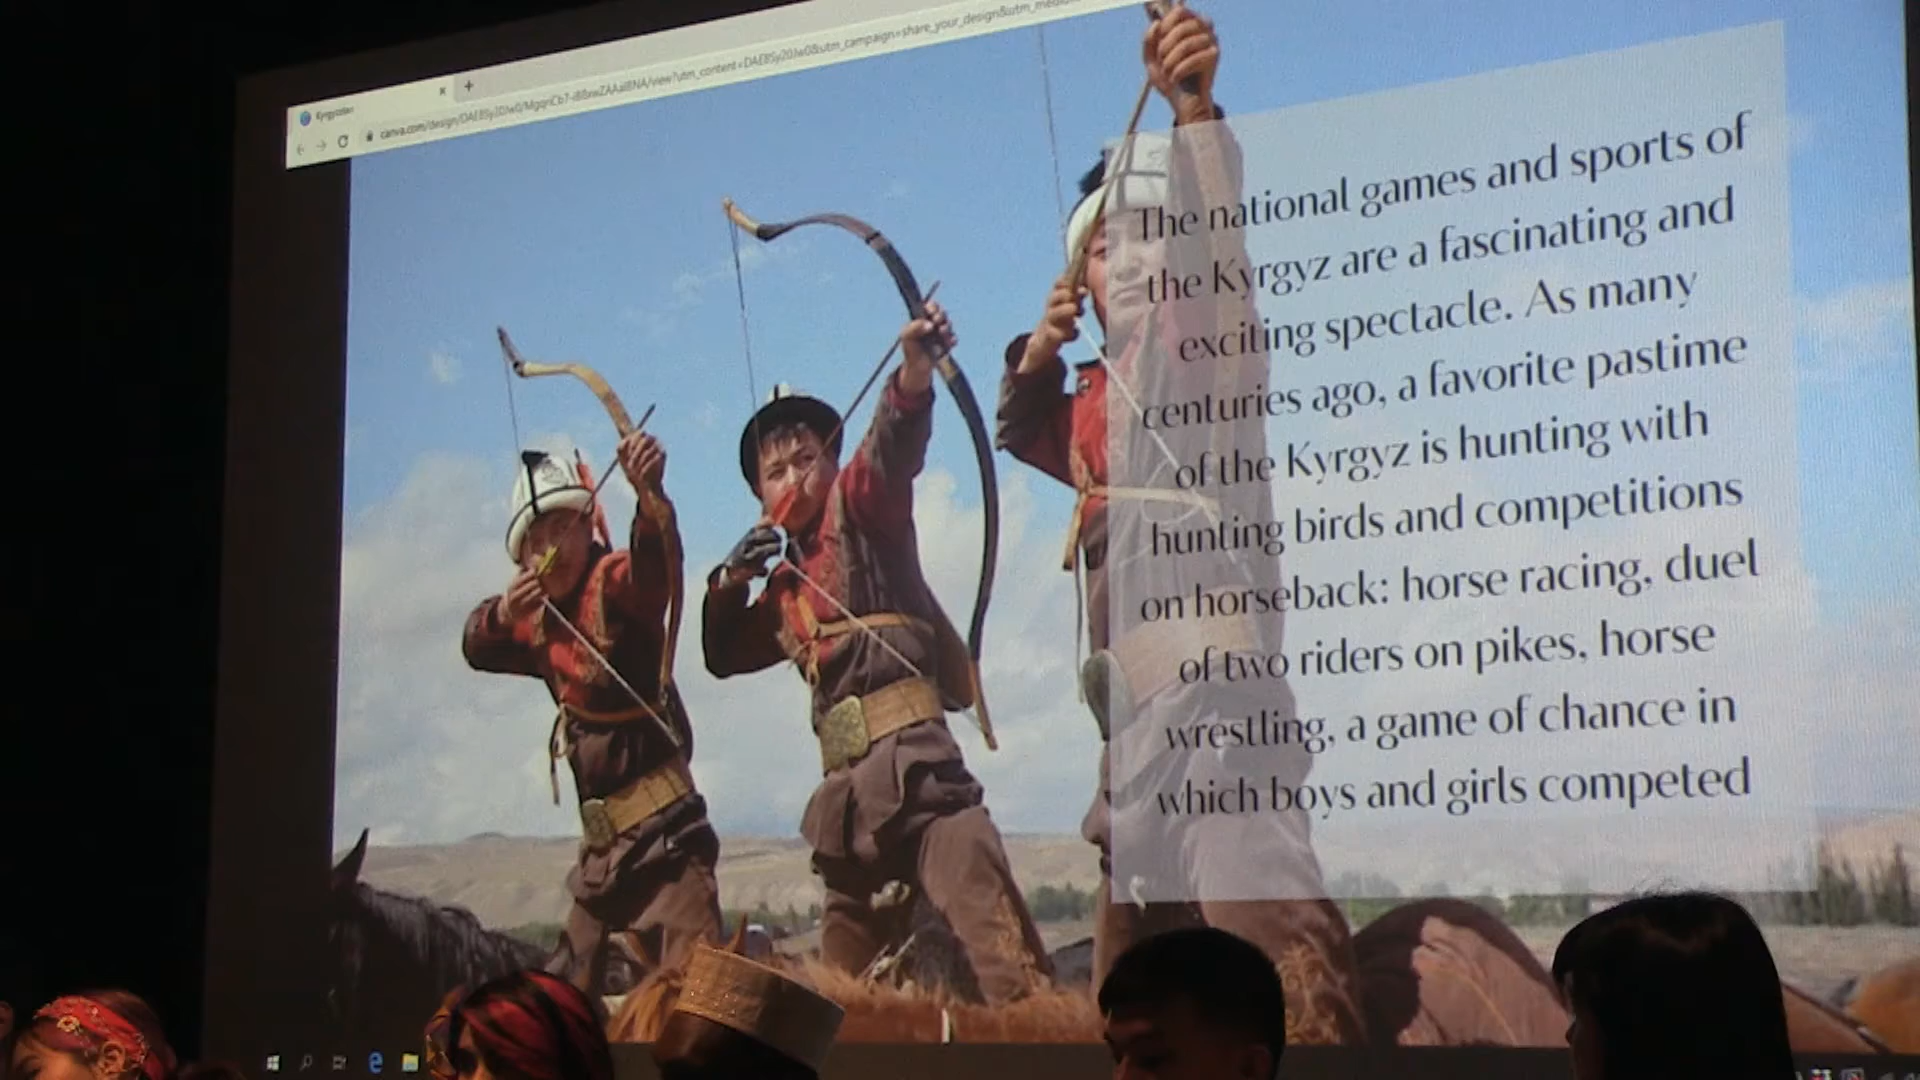 Kyrgyzstan
The national games and sports of
the Kyrgyz are a fascinating and
exciting spectacle. As many
centuries ago, a favorite pastime
of the Kyrgyz is hunting with
hunting birds and competitions
on horseback: horse racing, duel
of two riders on pikes, horse
wrestling, a game of chance in
which boys and girls competed